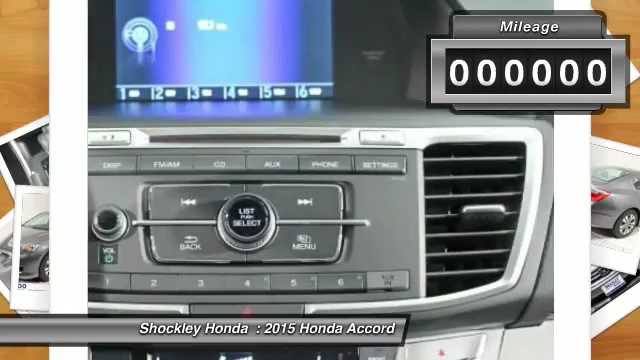 Mileage
000000
1 12 13 14 15 16
DISP FM/AM CD AUX PHONE SETTINGS
LIST
PUSH
SELECT
BACK MENU
VOL
1 2 3 4 5 6
Shockley Honda : 2015 Honda Accord